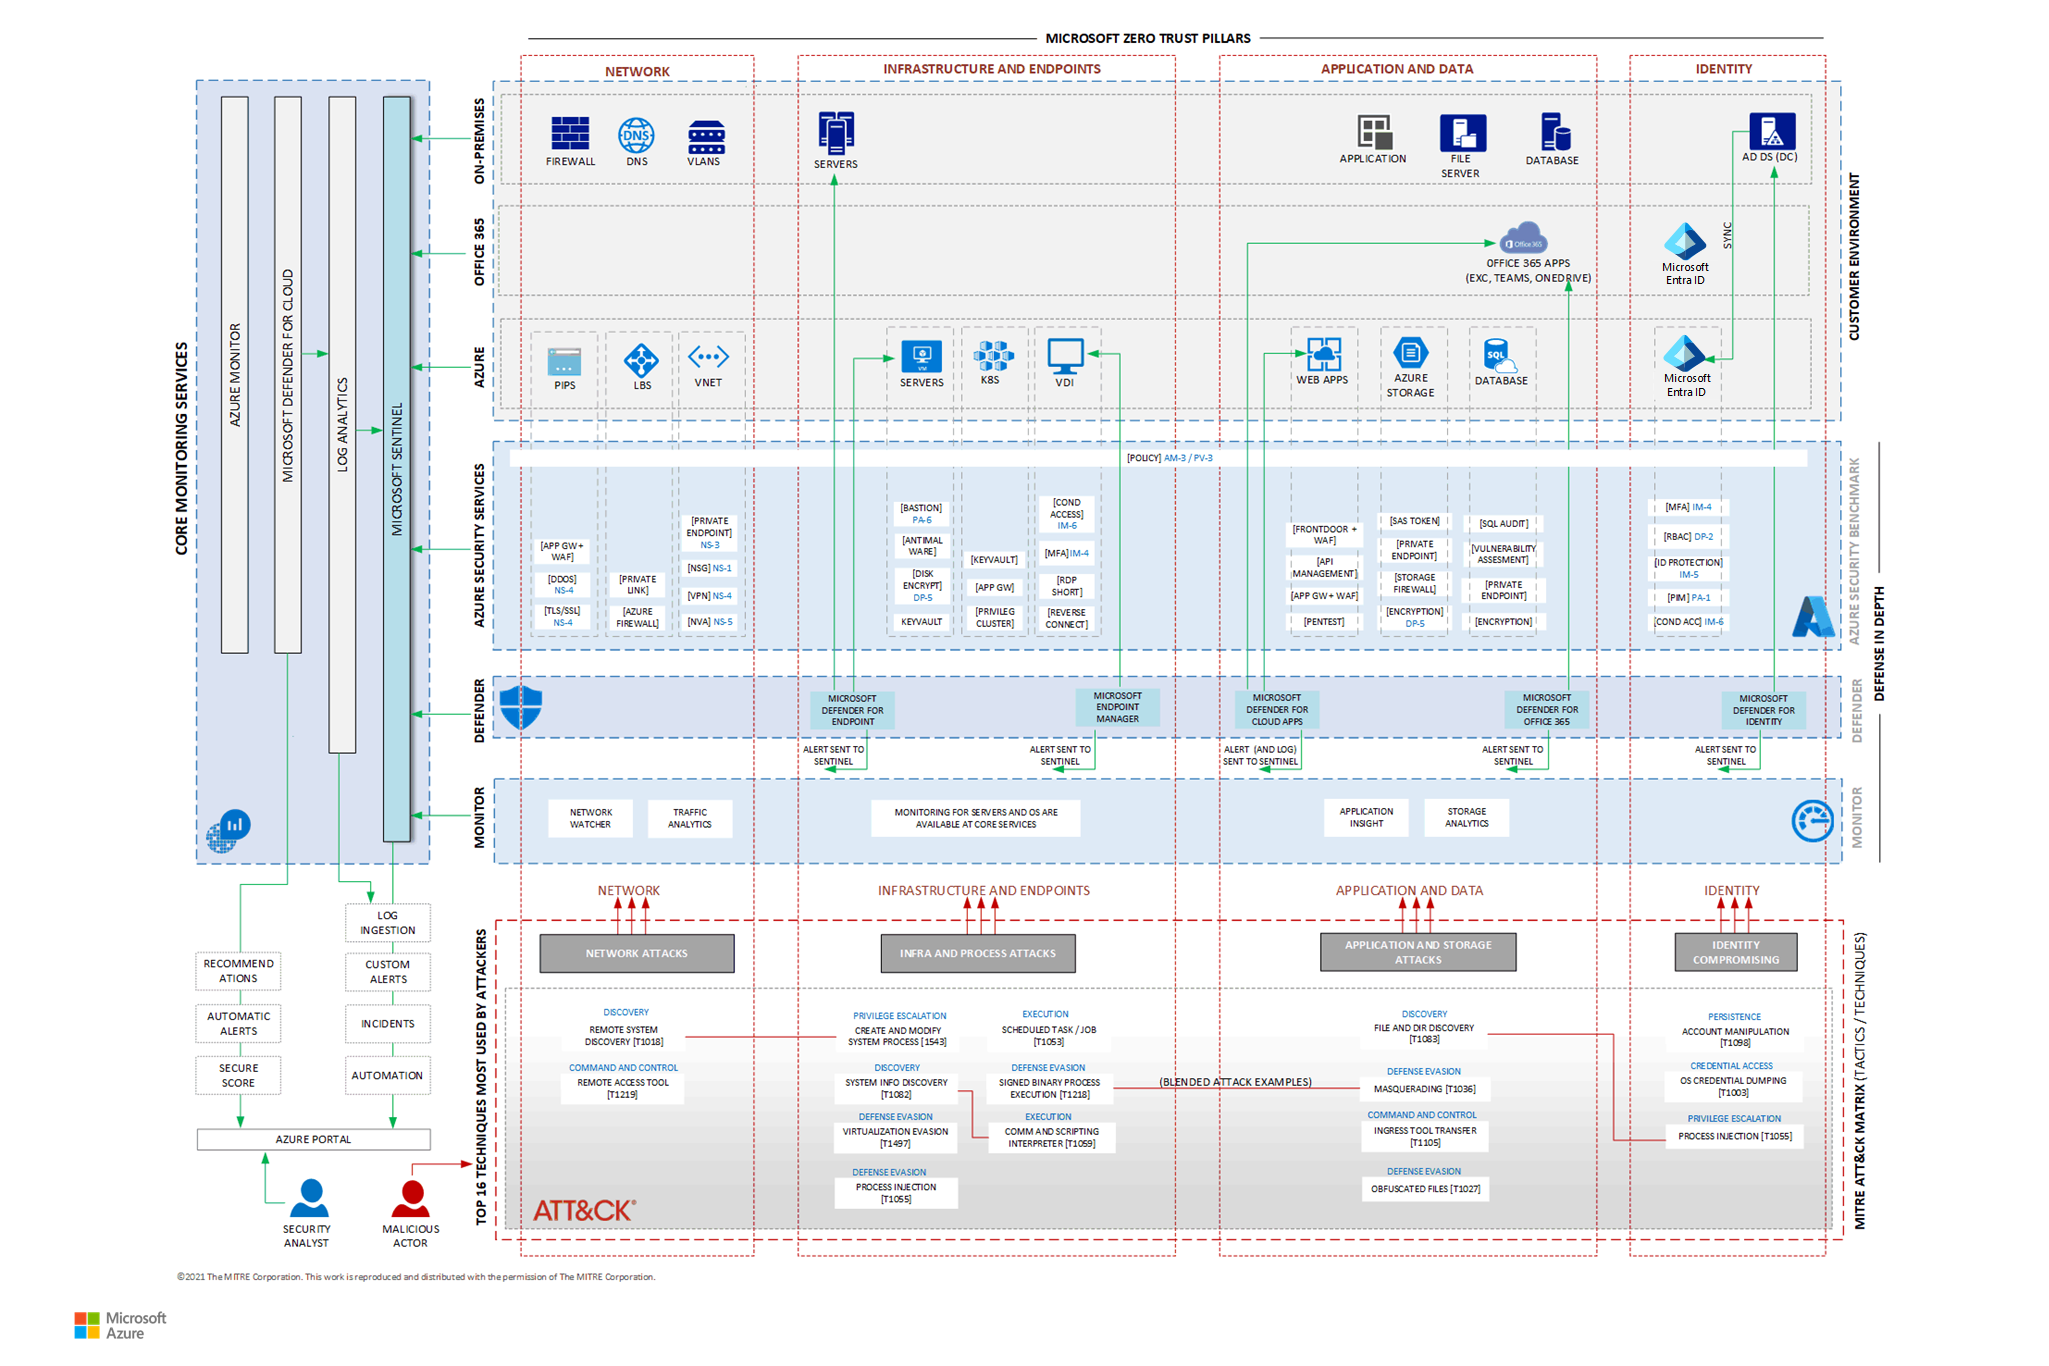 MICROSOFT ZERO TRUST PILLARS
NETWORK
INFRASTRUCTURE AND ENDPOINTS
APPLICATION AND DATA
IDENTITY
CORE MONITORING SERVICES
AZURE MONITOR
MICROSOFT DEFENDER FOR CLOUD
LOG ANALYTICS
MICROSOFT SENTINEL
ON-PREMISES
FIREWALL
DNS
DNS
VLANS
SERVERS
APPLICATION
FILE
SERVER
DATABASE
AD DS (DC)
CUSTOMER ENVIRONMENT
OFFICE 365
Office 365
OFFICE 365 APPS
(EXC, TEAMS, ONEDRIVE)
Microsoft
Entra ID
SYNC
AZURE
PIPS
LBS
VNET
VM
SERVERS
K8S
VDI
WEB APPS
AZURE
STORAGE
SQL
DATABASE
Microsoft
Entra ID
AZURE SECURITY SERVICES
[POLICY] AM-3 / PV-3
[APP GW +
WAF]
[DDOS]
NS-4
[TLS/SSL]
NS-4
[PRIVATE
LINK]
[AZURE
FIREWALL]
[PRIVATE
ENDPOINT]
NS-3
[NSG] NS-1
[VPN] NS-4
[NVA] NS-5
[BASTION]
PA-6
[ANTIMAL
WARE]
[DISK
ENCRYPT]
DP-5
KEYVAULT
[KEYVAULT]
[APP GW]
[PRIVILEG
CLUSTER]
[COND
ACCESS]
IM-6
[MFA]IM-4
[RDP
SHORT]
[REVERSE
CONNECT]
[FRONTDOOR +
WAF]
[API
MANAGEMENT]
[APP GW + WAF]
[PENTEST]
[SAS TOKEN]
[PRIVATE
ENDPOINT]
[STORAGE
FIREWALL]
[ENCRYPTION]
DP-5
[SQL AUDIT]
[VULNERABILITY
ASSESMENT]
[PRIVATE
ENDPOINT]
[ENCRYPTION]
[MFA] IM-4
[RBAC] DP-2
[ID PROTECTION]
IM-5
[PIM] PA-1
[COND ACC] IM-6
AZURE SECURITY BENCHMARK
DEFENSE IN DEPTH
DEFENDER
MICROSOFT
DEFENDER FOR
ENDPOINT
MICROSOFT
ENDPOINT
MANAGER
MICROSOFT
DEFENDER FOR
CLOUD APPS
MICROSOFT
DEFENDER FOR
OFFICE 365
MICROSOFT
DEFENDER FOR
IDENTITY
DEFENDER
ALERT SENT TO
SENTINEL
ALERT SENT TO
SENTINEL
ALERT (AND LOG)
SENT TO SENTINEL
ALERT SENT TO
SENTINEL
ALERT SENT TO
SENTINEL
MONITOR
NETWORK
WATCHER
TRAFFIC
ANALYTICS
MONITORING FOR SERVERS AND OS ARE
AVAILABLE AT CORE SERVICES
APPLICATION
INSIGHT
STORAGE
ANALYTICS
MONITOR
NETWORK
INFRASTRUCTURE AND ENDPOINTS
APPLICATION AND DATA
IDENTITY
LOG
INGESTION
RECOMMEND
ATIONS
CUSTOM
ALERTS
AUTOMATIC
ALERTS
INCIDENTS
SECURE
SCORE
AUTOMATION
AZURE PORTAL
SECURITY
ANALYST
MALICIOUS
ACTOR
TOP 16 TECHNIQUES MOST USED BY ATTACKERS
NETWORK ATTACKS
INFRA AND PROCESS ATTACKS
APPLICATION AND STORAGE
ATTACKS
IDENTITY
COMPROMISING
DISCOVERY
REMOTE SYSTEM
DISCOVERY [T1018]
COMMAND AND CONTROL
REMOTE ACCESS TOOL
[T1219]
PRIVILEGE ESCALATION
CREATE AND MODIFY
SYSTEM PROCESS [1543]
DISCOVERY
SYSTEM INFO DISCOVERY
[T1082]
DEFENSE EVASION
VIRTUALIZATION EVASION
[T1497]
DEFENSE EVASION
PROCESS INJECTION
[T1055]
EXECUTION
SCHEDULED TASK / JOB
[T1053]
DEFENSE EVASION
SIGNED BINARY PROCESS
EXECUTION [T1218]
EXECUTION
COMM AND SCRIPTING
INTERPRETER [T1059]
(BLENDED ATTACK EXAMPLES)
DISCOVERY
FILE AND DIR DISCOVERY
[T1083]
DEFENSE EVASION
MASQUERADING [T1036]
COMMAND AND CONTROL
INGRESS TOOL TRANSFER
[T1105]
DEFENSE EVASION
OBFUSCATED FILES [T1027]
PERSISTENCE
ACCOUNT MANIPULATION
[T1098]
CREDENTIAL ACCESS
OS CREDENTIAL DUMPING
[T1003]
PRIVILEGE ESCALATION
PROCESS INJECTION [T1055]
MITRE ATT&CK MATRIX (TACTICS / TECHNIQUES)
ATT&CK®
©2021 The MITRE Corporation. This work is reproduced and distributed with the permission of The MITRE Corporation.
Microsoft
Azure